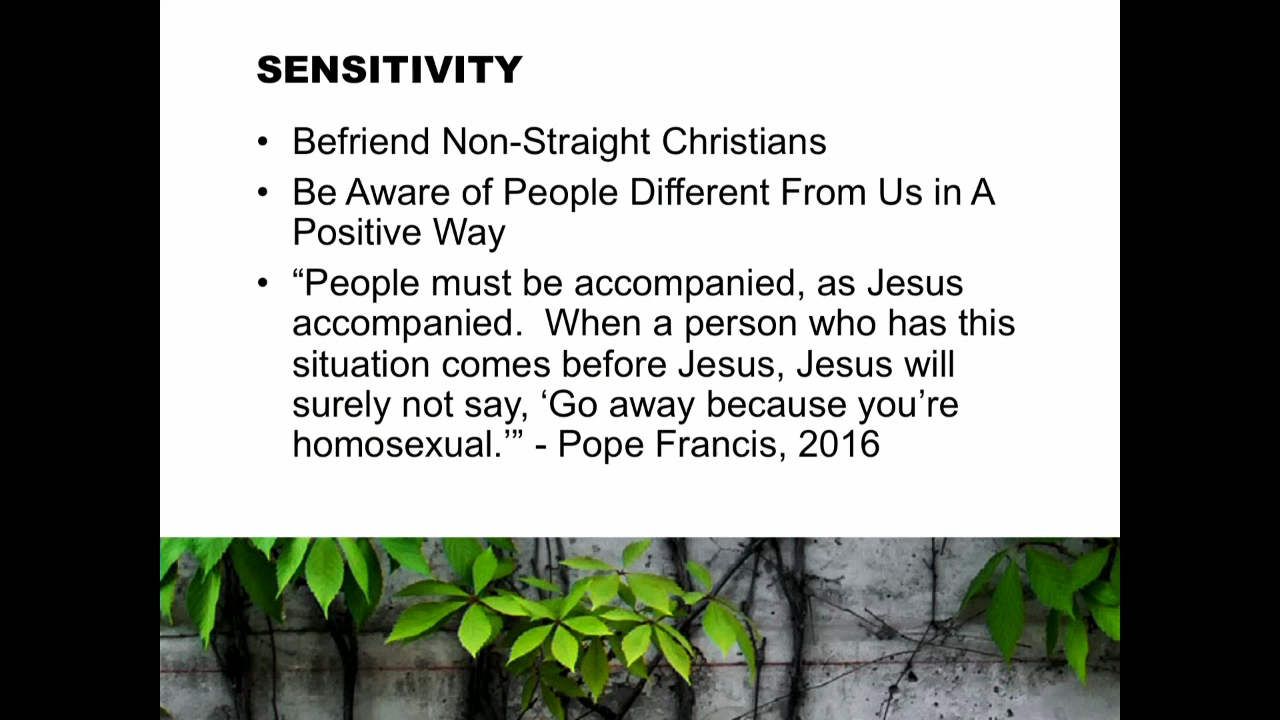 SENSITIVITY
• Befriend Non-Straight Christians
• Be Aware of People Different From Us in A
Positive Way
• “People must be accompanied, as Jesus
accompanied.  When a person who has this
situation comes before Jesus, Jesus will
surely not say, ‘Go away because you’re
homosexual.’” - Pope Francis, 2016